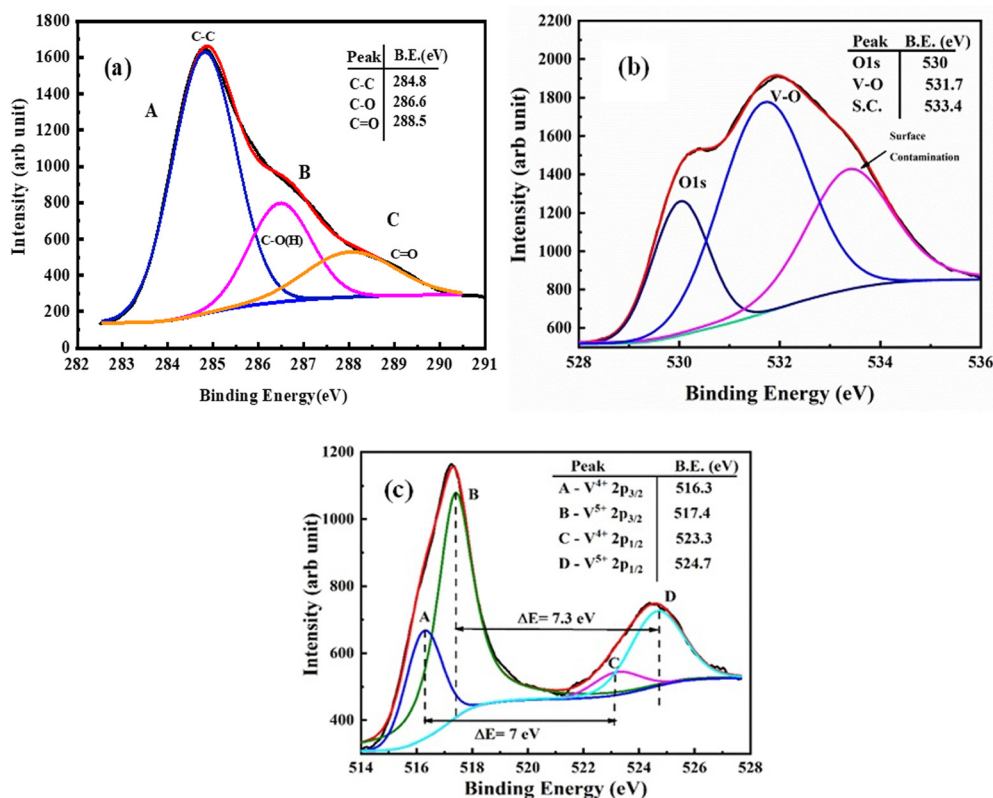 (a)
C-C
Peak B.E.(eV)
C-C 284.8
C-O 286.6
C=O 288.5
A
B
C
C-O(H)
C=O
1800
1600
1400
1200
1000
800
600
400
200
0
283 284 285 286 287 288 289 290 291
282
Intensity (arb unit)
Binding Energy(eV)
(b)
Peak B.E. (eV)
O1s 530
V-O 531.7
S.C. 533.4
V-O
O1s
Surface
Contamination
2200
2000
1800
1600
1400
1200
1000
800
600
528 530 532 534 536
Intensity (arb unit)
Binding Energy (eV)
(c)
Peak B.E. (eV)
A - V⁴⁺ 2p₃/₂ 516.3
B - V⁵⁺ 2p₃/₂ 517.4
C - V⁴⁺ 2p₁/₂ 523.3
D - V⁵⁺ 2p₁/₂ 524.7
B
A
D
C
ΔE= 7.3 eV
ΔE= 7 eV
1200
1000
800
600
400
514 516 518 520 522 524 526 528
Intensity (arb unit)
Binding Energy (eV)